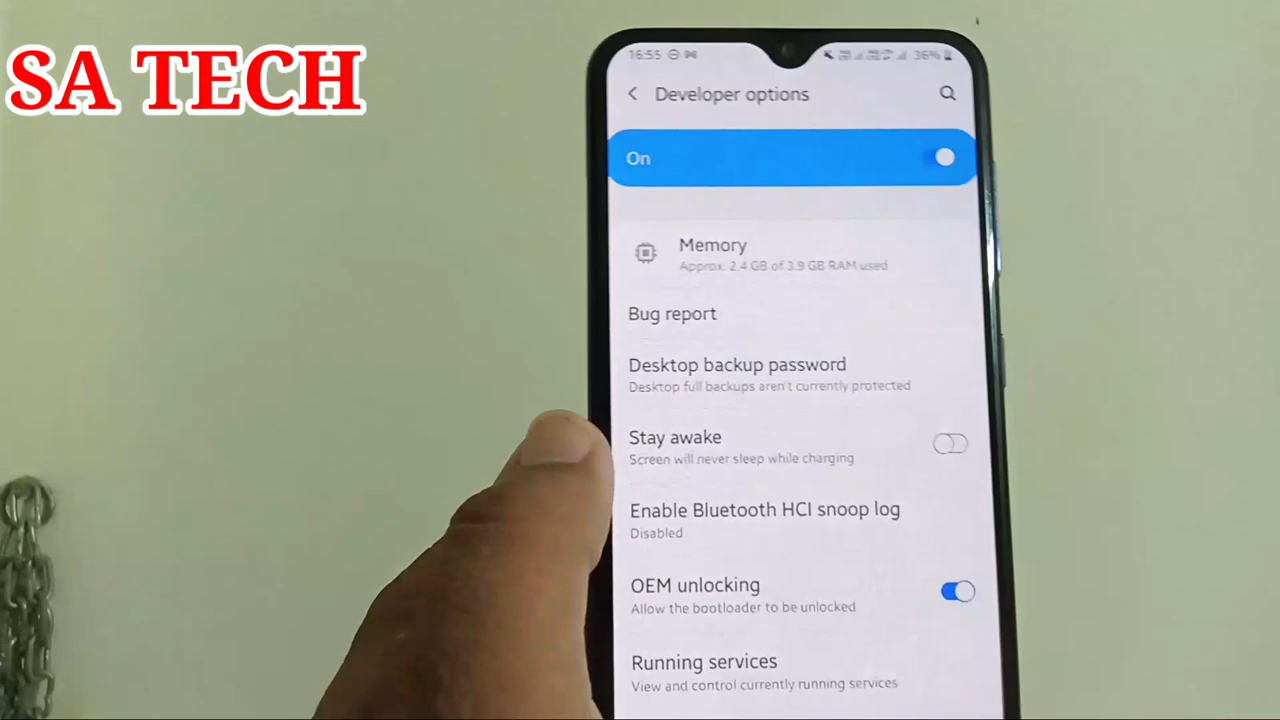 SA TECH
16:55
36%
Developer options
On
Memory
Approx. 2.4 GB of 3.9 GB RAM used
Bug report
Desktop backup password
Desktop full backups aren't currently protected
Stay awake
Screen will never sleep while charging
Enable Bluetooth HCI snoop log
Disabled
OEM unlocking
Allow the bootloader to be unlocked
Running services
View and control currently running services